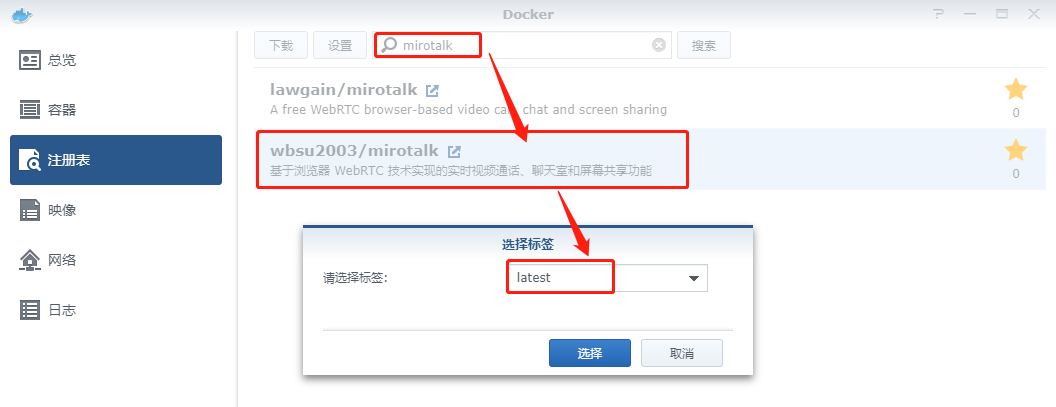 Docker
总览
容器
注册表
映像
网络
日志
下载
设置
mirotalk
搜索
lawgain/mirotalk
A free WebRTC browser-based video call, chat and screen sharing
0
wbsu2003/mirotalk
基于浏览器 WebRTC 技术实现的实时视频通话、聊天室和屏幕共享功能
0
选择标签
请选择标签:
latest
选择
取消